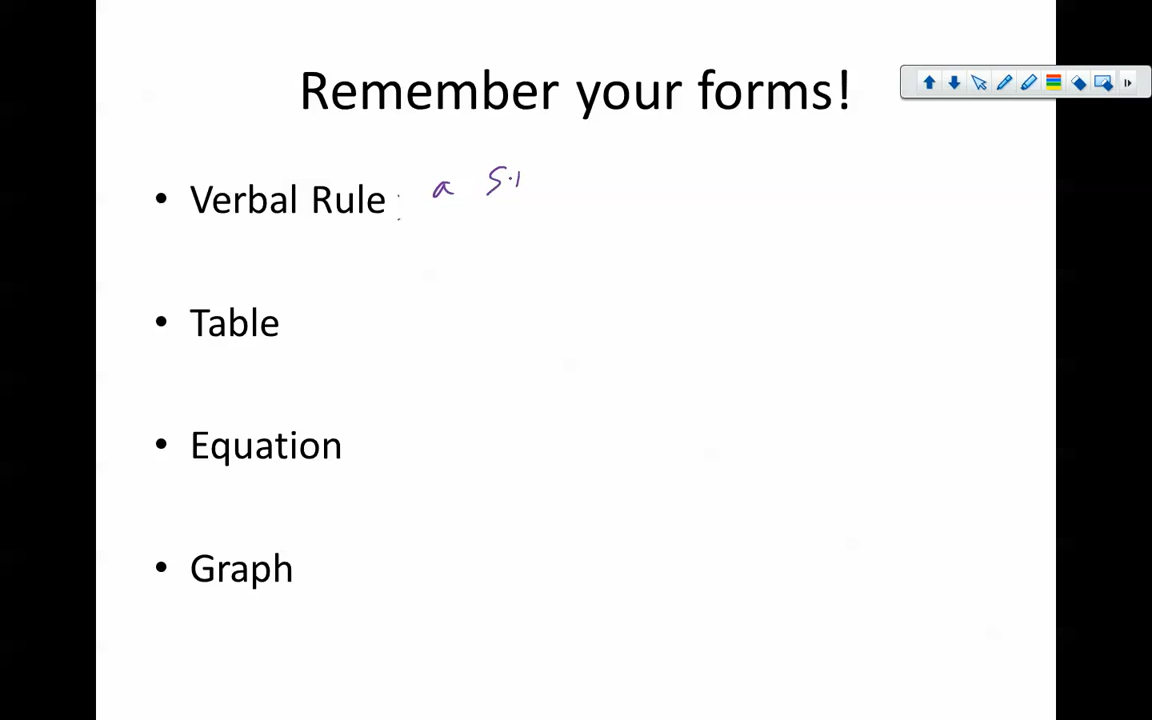 Remember your forms!
• Verbal Rule : a
• Table
• Equation
• Graph